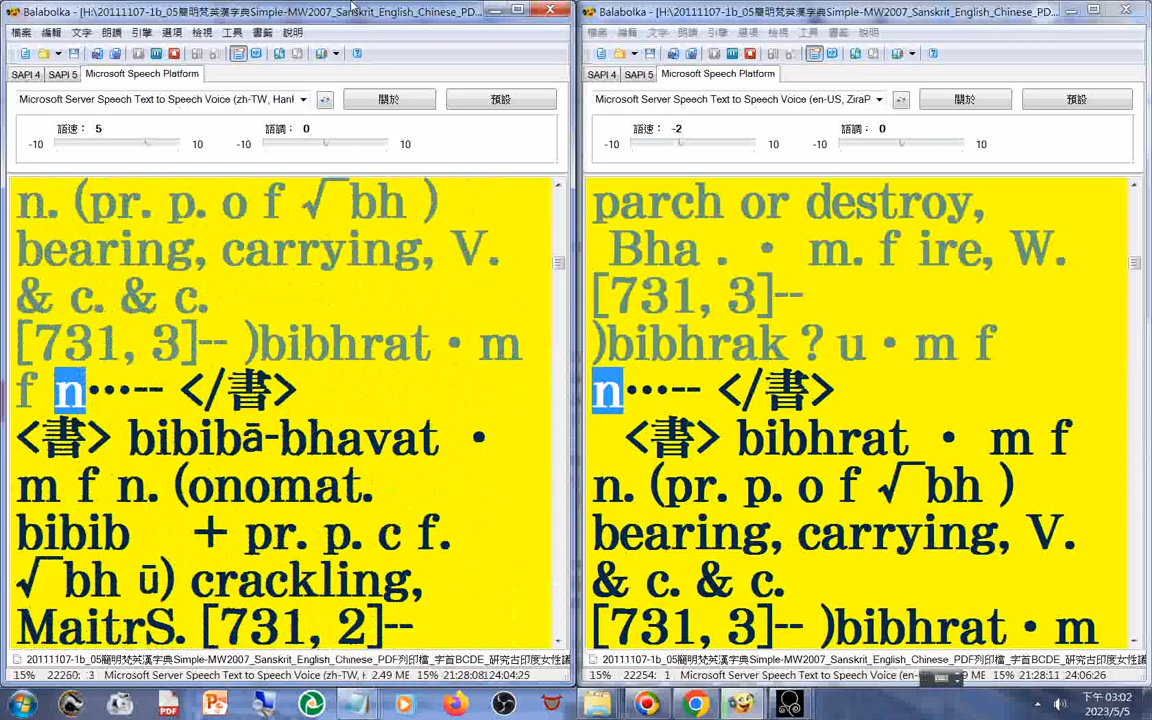 Balabolka - [H:\20111107-1b_05簡明梵英漢字典Simple-MW2007_Sanskrit_English_Chinese_PD...
檔案 編輯 文字 朗讀 引擎 選項 檢視 工具 書籤 說明
SAPI 4 SAPI 5 Microsoft Speech Platform
Microsoft Server Speech Text to Speech Voice (zh-TW, Hanl 關於 預設
語速： 5 語調： 0
-10 10 -10 10
n. (pr. p. o f √bh )
bearing, carrying, V.
& c. & c.
[731, 3]-- )bibhrat • m
f n…-- </書>
<書> bibibā-bhavat •
m f n. (onomat.
bibib + pr. p. c f.
√bh ū) crackling,
MaitrS. [731, 2]--
20111107-1b_05簡明梵英漢字典Simple-MW2007_Sanskrit_English_Chinese_PDF列印檔_字首BCDE_研究古印度女性議
15% 22260: :3 Microsoft Server Speech Text to Speech Voice (zh-TW, H 2.49 ME 15% 21:28:08\24:04:25
Balabolka - [H:\20111107-1b_05簡明梵英漢字典Simple-MW2007_Sanskrit_English_Chinese_PD...
檔案 編輯 文字 朗讀 引擎 選項 檢視 工具 書籤 說明
SAPI 4 SAPI 5 Microsoft Speech Platform
Microsoft Server Speech Text to Speech Voice (en-US, ZiraP 關於 預設
語速： -2 語調： 0
-10 10 -10 10
parch or destroy,
Bha . • m. f ire, W.
[731, 3]--
)bibhrak ? u • m f
n…-- </書>
<書> bibhrat • m f
n. (pr. p. o f √bh )
bearing, carrying, V.
& c. & c.
[731, 3]-- )bibhrat • m
20111107-1b_05簡明梵英漢字典Simple-MW2007_Sanskrit_English_Chinese_PDF列印檔_字首BCDE_研究古印度女性議
15% 22254: 1 Microsoft Server Speech Text to Speech Voice (en-US, 9 ME 15% 21:28:11\24:06:26
下午 03:02
2023/5/5